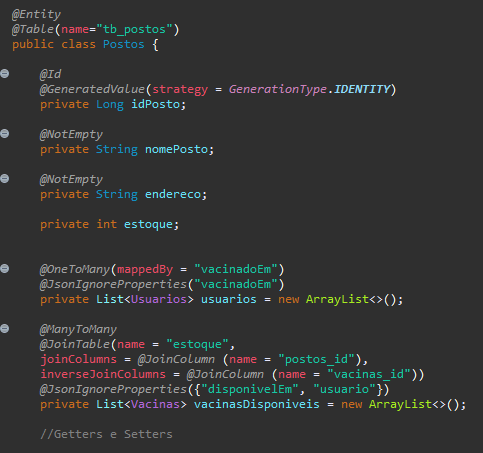 @Entity
@Table(name="tb_postos")
public class Postos {
@Id
@GeneratedValue(strategy = GenerationType.IDENTITY)
private Long idPosto;
@NotEmpty
private String nomePosto;
@NotEmpty
private String endereco;
private int estoque;
@OneToMany(mappedBy = "vacinadoEm")
@JsonIgnoreProperties("vacinadoEm")
private List<Usuarios> usuarios = new ArrayList<>();
@ManyToMany
@JoinTable(name = "estoque",
joinColumns = @JoinColumn (name = "postos_id"),
inverseJoinColumns = @JoinColumn (name = "vacinas_id"))
@JsonIgnoreProperties({"disponivelEm", "usuario"})
private List<Vacinas> vacinasDisponiveis = new ArrayList<>();
//Getters e Setters